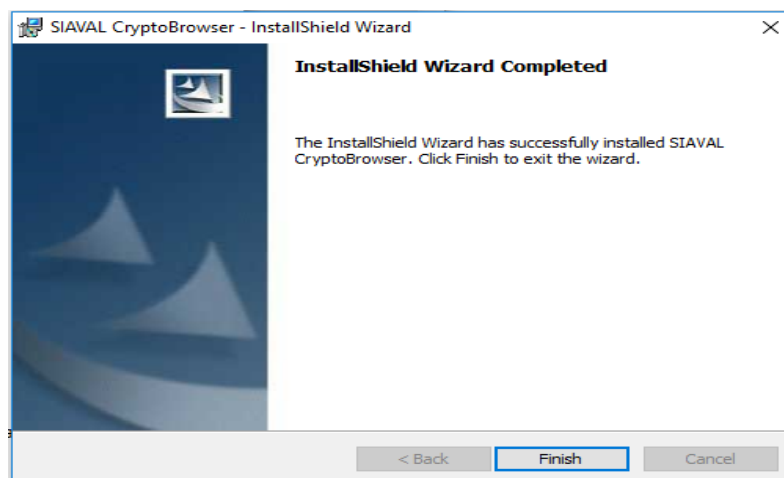 SIAVAL CryptoBrowser - InstallShield Wizard
InstallShield Wizard Completed
The InstallShield Wizard has successfully installed SIAVAL
CryptoBrowser. Click Finish to exit the wizard.
< Back
Finish
Cancel